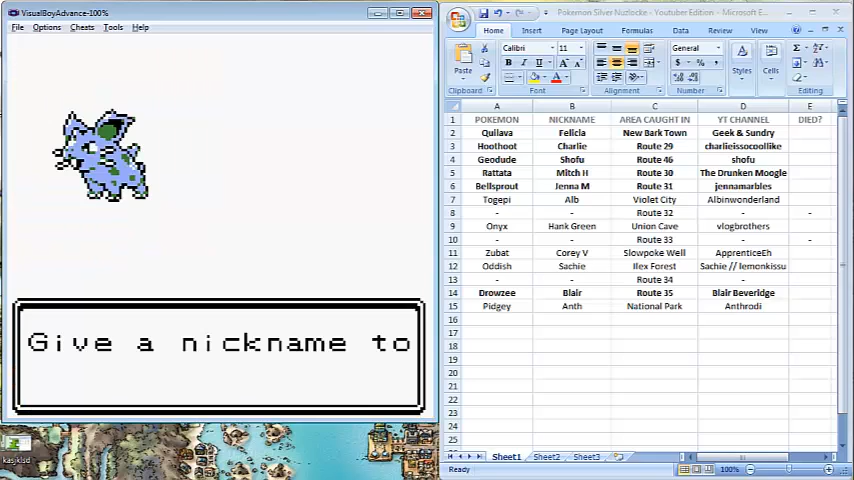 VisualBoyAdvance-100%
File Options Cheats Tools Help
Give a nickname to
kasjklsd
Pokemon Silver Nuzlocke - Youtuber Edition - Microsoft E...
Home Insert Page Layout Formulas Data Review View
Paste Calibri 11 General Styles Cells
B I U A A $ % ,
Clipboard Font Alignment Number Editing
A B C D E
1 POKEMON NICKNAME AREA CAUGHT IN YT CHANNEL DIED?
2 Quilava Felicia New Bark Town Geek & Sundry
3 Hoothoot Charlie Route 29 charlieissocoollike
4 Geodude Shofu Route 46 shofu
5 Rattata Mitch H Route 30 The Drunken Moogle
6 Bellsprout Jenna M Route 31 jennamarbles
7 Togepi Alb Violet City Albinwonderland
8 - - Route 32 - -
9 Onyx Hank Green Union Cave vlogbrothers
10 - - Route 33 - -
11 Zubat Corey V Slowpoke Well ApprenticeEh
12 Oddish Sachie Ilex Forest Sachie // lemonkissu
13 - - Route 34 -
14 Drowzee Blair Route 35 Blair Beveridge
15 Pidgey Anth National Park Anthrodi
16
17
18
19
20
21
22
23
24
25
Sheet1 Sheet2 Sheet3
Ready 100%